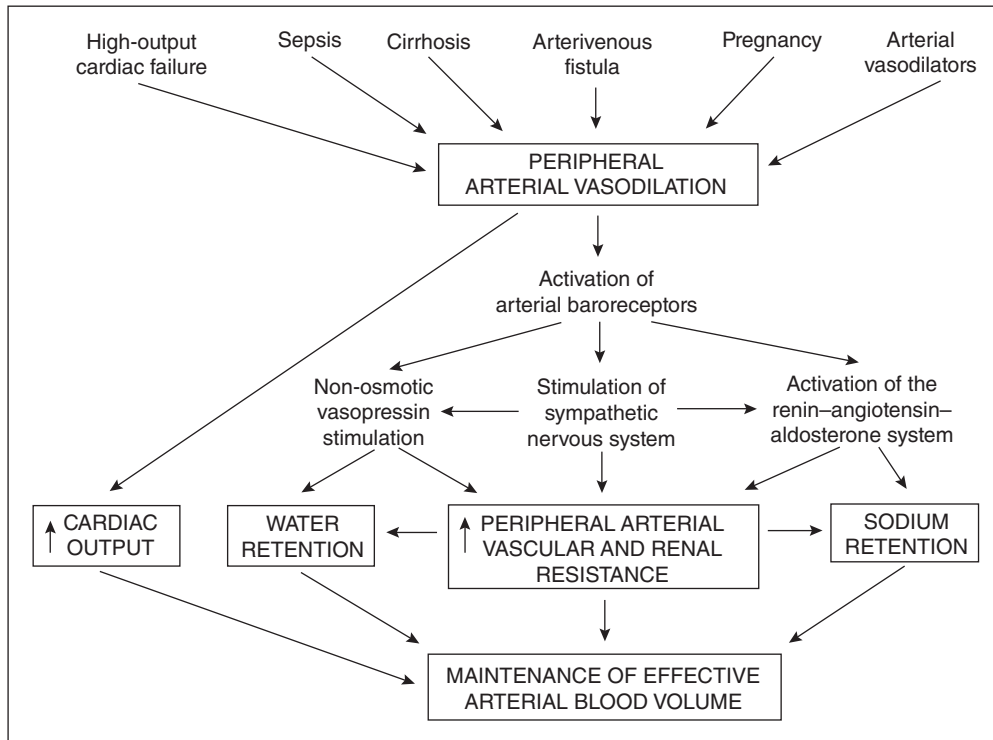 High-output
cardiac failure
Sepsis
Cirrhosis
Arterivenous
fistula
Pregnancy
Arterial
vasodilators
PERIPHERAL
ARTERIAL VASODILATION
Activation of
arterial baroreceptors
Non-osmotic
vasopressin
stimulation
Stimulation of
sympathetic
nervous system
Activation of the
renin–angiotensin–
aldosterone system
↑ CARDIAC
OUTPUT
WATER
RETENTION
↑ PERIPHERAL ARTERIAL
VASCULAR AND RENAL
RESISTANCE
SODIUM
RETENTION
MAINTENANCE OF EFFECTIVE
ARTERIAL BLOOD VOLUME